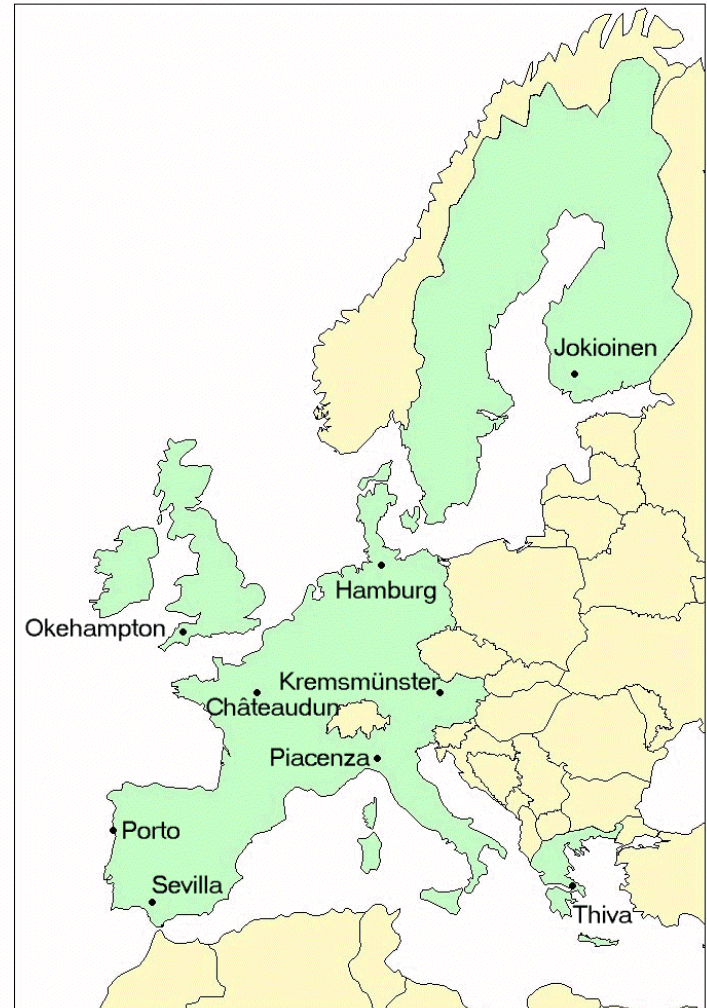 Jokioinen
Hamburg
Okehampton
Kremsmünster
Châteaudun
Piacenza
Porto
Sevilla
Thiva